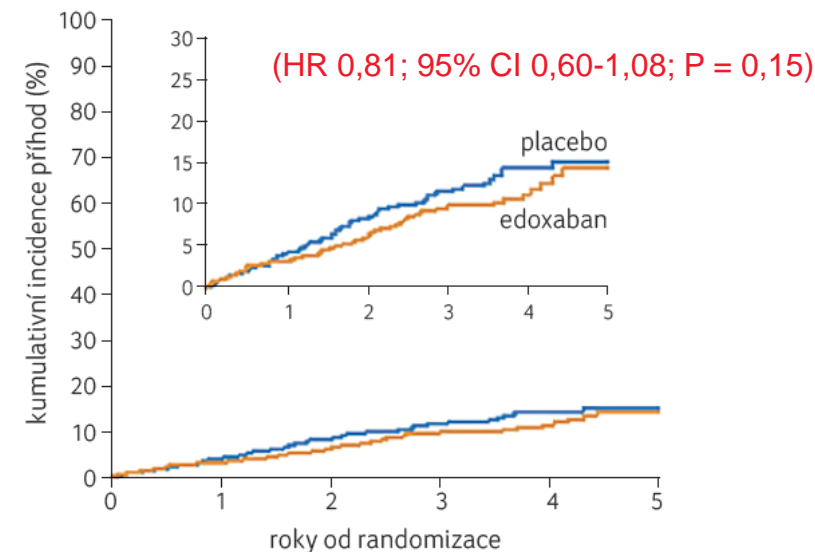 (HR 0,81; 95% CI 0,60-1,08; P = 0,15)
kumulativní incidence příhod (%)
100
90
80
70
60
50
40
30
20
10
0
30
25
20
15
10
5
0
placebo
edoxaban
0 1 2 3 4 5
0 1 2 3 4 5
roky od randomizace